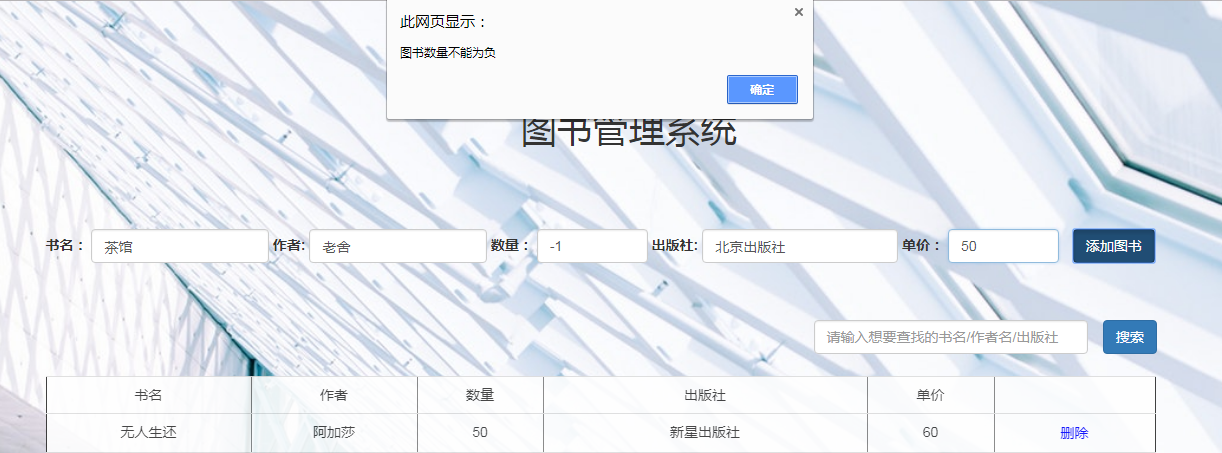 此网页显示：
图书数量不能为负
确定
图书管理系统
书名： 茶馆 作者: 老舍 数量： -1 出版社: 北京出版社 单价： 50 添加图书
请输入想要查找的书名/作者名/出版社 搜索
书名 作者 数量 出版社 单价
无人生还 阿加莎 50 新星出版社 60 删除